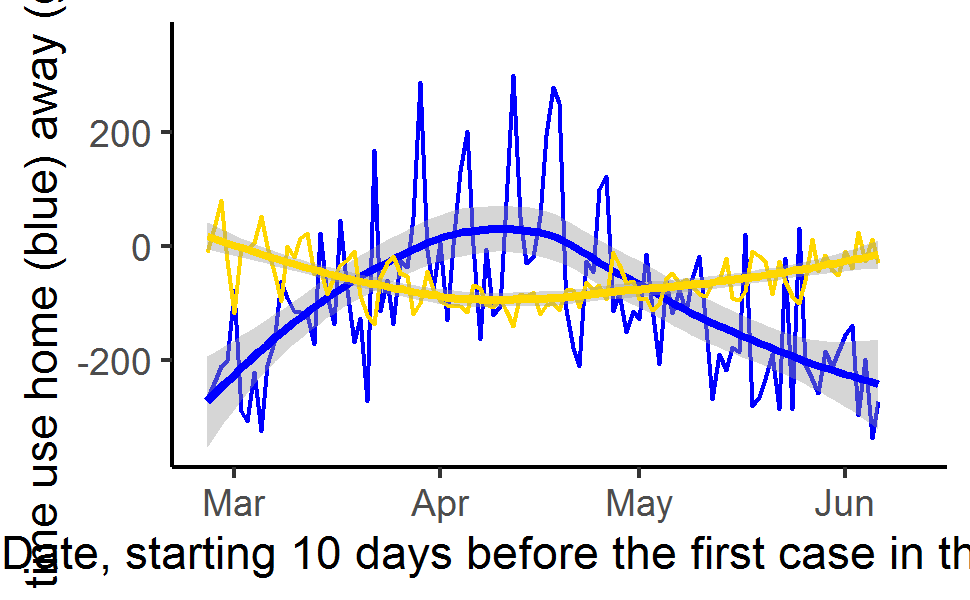 time use home (blue) away (
200
0
-200
Mar Apr May Jun
Date, starting 10 days before the first case in th